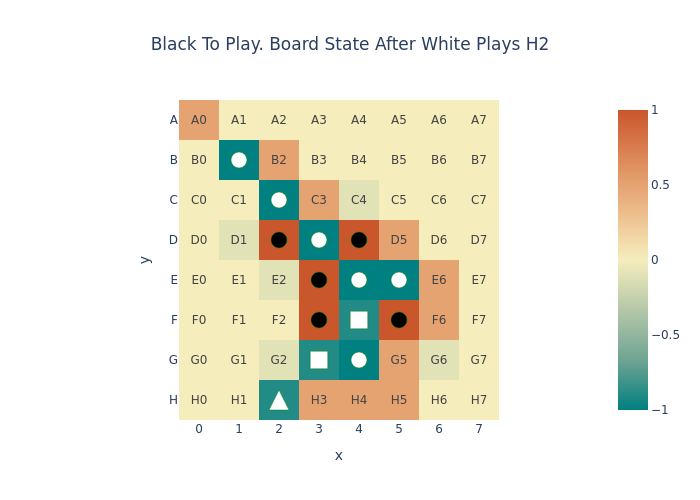 Black To Play. Board State After White Plays H2
A A0 A1 A2 A3 A4 A5 A6 A7
B B0 B2 B3 B4 B5 B6 B7
C C0 C1 C3 C4 C5 C6 C7
D D0 D1 D5 D6 D7
E E0 E1 E2 E6 E7
F F0 F1 F2 F6 F7
G G0 G1 G2 G5 G6 G7
H H0 H1 H3 H4 H5 H6 H7
0 1 2 3 4 5 6 7
x
y
1
0.5
0
−0.5
−1